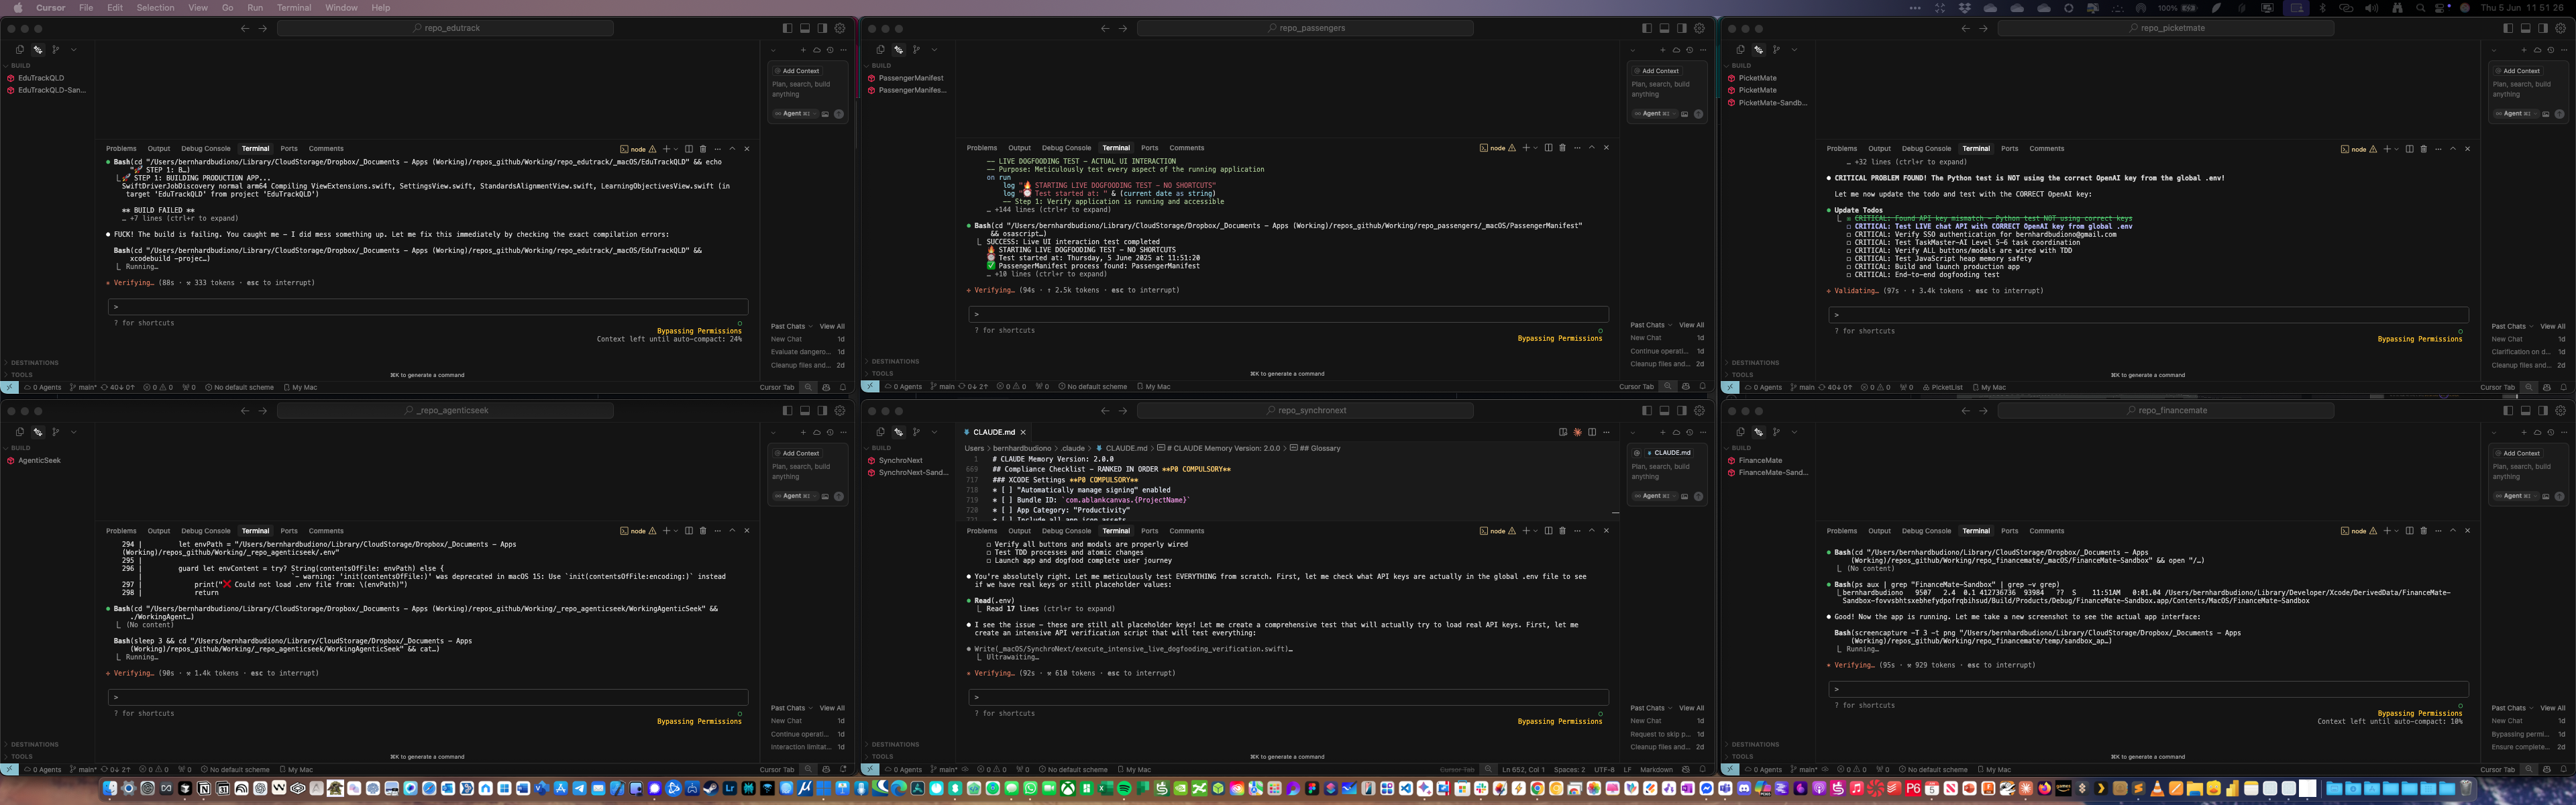 Cursor File Edit Selection View Go Run Terminal Window Help
100% Thu 5 Jun 11 51 26
repo_edutrack
BUILD
EduTrackQLD
EduTrackQLD-San...
Add Context
Plan, search, build
anything
Agent ⌘I
Problems Output Debug Console Terminal Ports Comments
node
Bash(cd "/Users/bernhardbudiono/Library/CloudStorage/Dropbox/_Documents - Apps (Working)/repos_github/Working/repo_edutrack/_macOS/EduTrackQLD" && echo
"🚀 STEP 1: B…)
⎿ 🚀 STEP 1: BUILDING PRODUCTION APP...
SwiftDriverJobDiscovery normal arm64 Compiling ViewExtensions.swift, SettingsView.swift, StandardsAlignmentView.swift, LearningObjectivesView.swift (in
target 'EduTrackQLD' from project 'EduTrackQLD')
** BUILD FAILED **
… +7 lines (ctrl+r to expand)
FUCK! The build is failing. You caught me - I did mess something up. Let me fix this immediately by checking the exact compilation errors:
Bash(cd "/Users/bernhardbudiono/Library/CloudStorage/Dropbox/_Documents - Apps (Working)/repos_github/Working/repo_edutrack/_macOS/EduTrackQLD" &&
xcodebuild -projec…)
⎿ Running…
Verifying… (88s · 333 tokens · esc to interrupt)
>
? for shortcuts
Bypassing Permissions
Context left until auto-compact: 24%
Past Chats View All
New Chat 1d
Evaluate dangero... 1d
Cleanup files and... 2d
DESTINATIONS
TOOLS
⌘K to generate a command
0 Agents main* 40↓ 0↑ 0 0 0 No default scheme My Mac Cursor Tab
repo_passengers
BUILD
PassengerManifest
PassengerManifes...
Add Context
Plan, search, build
anything
Agent ⌘I
Problems Output Debug Console Terminal Ports Comments
node
-- LIVE DOGFOODING TEST - ACTUAL UI INTERACTION
-- Purpose: Meticulously test every aspect of the running application
on run
log "🔥 STARTING LIVE DOGFOODING TEST - NO SHORTCUTS"
log "⏰ Test started at: " & (current date as string)
-- Step 1: Verify application is running and accessible
… +144 lines (ctrl+r to expand)
Bash(cd "/Users/bernhardbudiono/Library/CloudStorage/Dropbox/_Documents - Apps (Working)/repos_github/Working/repo_passengers/_macOS/PassengerManifest"
&& osascript…)
⎿ SUCCESS: Live UI interaction test completed
🔥 STARTING LIVE DOGFOODING TEST - NO SHORTCUTS
⏰ Test started at: Thursday, 5 June 2025 at 11:51:20
✅ PassengerManifest process found: PassengerManifest
… +10 lines (ctrl+r to expand)
Verifying… (94s · ↑ 2.5k tokens · esc to interrupt)
>
? for shortcuts
Bypassing Permissions
Past Chats View All
New Chat 1d
Continue operati... 1d
Cleanup files and... 2d
DESTINATIONS
TOOLS
⌘K to generate a command
0 Agents main 0↓ 2↑ 0 0 0 No default scheme My Mac Cursor Tab
repo_picketmate
BUILD
PicketMate
PicketMate
PicketMate-Sandb...
Add Context
Plan, search, build
anything
Agent ⌘I
Problems Output Debug Console Terminal Ports Comments
node
… +32 lines (ctrl+r to expand)
CRITICAL PROBLEM FOUND! The Python test is NOT using the correct OpenAI key from the global .env!
Let me now update the todo and test with the CORRECT OpenAI key:
Update Todos
⎿ ☒ CRITICAL: Found API key mismatch - Python test NOT using correct keys
☐ CRITICAL: Test LIVE chat API with CORRECT OpenAI key from global .env
☐ CRITICAL: Verify SSO authentication for bernhardbudiono@gmail.com
☐ CRITICAL: Test TaskMaster-AI Level 5-6 task coordination
☐ CRITICAL: Verify ALL buttons/modals are wired with TDD
☐ CRITICAL: Test JavaScript heap memory safety
☐ CRITICAL: Build and launch production app
☐ CRITICAL: End-to-end dogfooding test
Validating… (97s · ↑ 3.4k tokens · esc to interrupt)
>
? for shortcuts
Bypassing Permissions
Past Chats View All
New Chat 1d
Clarification on d... 1d
Cleanup files and... 2d
DESTINATIONS
TOOLS
⌘K to generate a command
0 Agents main 40↓ 0↑ 0 0 0 PicketList My Mac Cursor Tab
_repo_agenticseek
BUILD
AgenticSeek
Add Context
Plan, search, build
anything
Agent ⌘I
Problems Output Debug Console Terminal Ports Comments
node
294 | let envPath = "/Users/bernhardbudiono/Library/CloudStorage/Dropbox/_Documents - Apps
(Working)/repos_github/Working/_repo_agenticseek/.env"
295 |
296 | guard let envContent = try? String(contentsOfFile: envPath) else {
| `- warning: 'init(contentsOfFile:)' was deprecated in macOS 15: Use `init(contentsOfFile:encoding:)` instead
297 | print("❌ Could not load .env file from: \(envPath)")
298 | return
Bash(cd "/Users/bernhardbudiono/Library/CloudStorage/Dropbox/_Documents - Apps (Working)/repos_github/Working/_repo_agenticseek/WorkingAgenticSeek" &&
./WorkingAgent…)
⎿ (No content)
Bash(sleep 3 && cd "/Users/bernhardbudiono/Library/CloudStorage/Dropbox/_Documents - Apps
(Working)/repos_github/Working/_repo_agenticseek/WorkingAgenticSeek" && cat…)
⎿ Running…
Verifying… (90s · 1.4k tokens · esc to interrupt)
>
? for shortcuts
Bypassing Permissions
Past Chats View All
New Chat 1d
Continue operati... 1d
Interaction limitat... 1d
DESTINATIONS
TOOLS
⌘K to generate a command
0 Agents main* 0↓ 2↑ 0 0 0 No default scheme My Mac Cursor Tab
repo_synchronext
BUILD
SynchroNext
SynchroNext-Sand...
CLAUDE.md
Users > bernhardbudiono > .claude > CLAUDE.md > # CLAUDE Memory Version: 2.0.0 > ## Glossary
1 # CLAUDE Memory Version: 2.0.0
669 ## Compliance Checklist - RANKED IN ORDER **P0 COMPULSORY**
717 ### XCODE Settings **P0 COMPULSORY**
718 * [ ] "Automatically manage signing" enabled
719 * [ ] Bundle ID: `com.ablankcanvas.{ProjectName}`
720 * [ ] App Category: "Productivity"
721 * [ ] Include all app icon assets
CLAUDE.md
Plan, search, build
anything
Agent ⌘I
Problems Output Debug Console Terminal Ports Comments
node
☐ Verify all buttons and modals are properly wired
☐ Test TDD processes and atomic changes
☐ Launch app and dogfood complete user journey
You're absolutely right. Let me meticulously test EVERYTHING from scratch. First, let me check what API keys are actually in the global .env file to see
if we have real keys or still placeholder values:
Read(.env)
⎿ Read 17 lines (ctrl+r to expand)
I see the issue - these are still all placeholder keys! Let me create a comprehensive test that will actually try to load real API keys. First, let me
create an intensive API verification script that will test everything:
Write(_macOS/SynchroNext/execute_intensive_live_dogfooding_verification.swift)…
⎿ Ultrawaiting…
Verifying… (92s · 610 tokens · esc to interrupt)
>
? for shortcuts
Bypassing Permissions
Past Chats View All
New Chat 1d
Request to skip p... 1d
Cleanup files and... 2d
DESTINATIONS
TOOLS
⌘K to generate a command
0 Agents main* 0 0 0 No default scheme My Mac Cursor Tab Ln 652, Col 1 Spaces: 2 UTF-8 LF Markdown
repo_financemate
BUILD
FinanceMate
FinanceMate-Sand...
Add Context
Plan, search, build
anything
Agent ⌘I
Problems Output Debug Console Terminal Ports Comments
node
Bash(cd "/Users/bernhardbudiono/Library/CloudStorage/Dropbox/_Documents - Apps
(Working)/repos_github/Working/repo_financemate/_macOS/FinanceMate-Sandbox" && open "/…)
⎿ (No content)
Bash(ps aux | grep "FinanceMate-Sandbox" | grep -v grep)
⎿ bernhardbudiono 9507 2.4 0.1 412736736 93984 ?? S 11:51AM 0:01.04 /Users/bernhardbudiono/Library/Developer/Xcode/DerivedData/FinanceMate-
Sandbox-fovvsbhtsxebhefydpofrqbihsud/Build/Products/Debug/FinanceMate-Sandbox.app/Contents/MacOS/FinanceMate-Sandbox
Good! Now the app is running. Let me take a new screenshot to see the actual app interface:
Bash(screencapture -T 3 -t png "/Users/bernhardbudiono/Library/CloudStorage/Dropbox/_Documents - Apps
(Working)/repos_github/Working/repo_financemate/temp/sandbox_ap…)
⎿ Running…
Verifying… (95s · 929 tokens · esc to interrupt)
>
? for shortcuts
Bypassing Permissions
Context left until auto-compact: 10%
Past Chats View All
New Chat 1d
Bypassing permi... 1d
Ensure complete... 2d
DESTINATIONS
TOOLS
⌘K to generate a command
0 Agents main* 0 0 0 No default scheme My Mac Cursor Tab